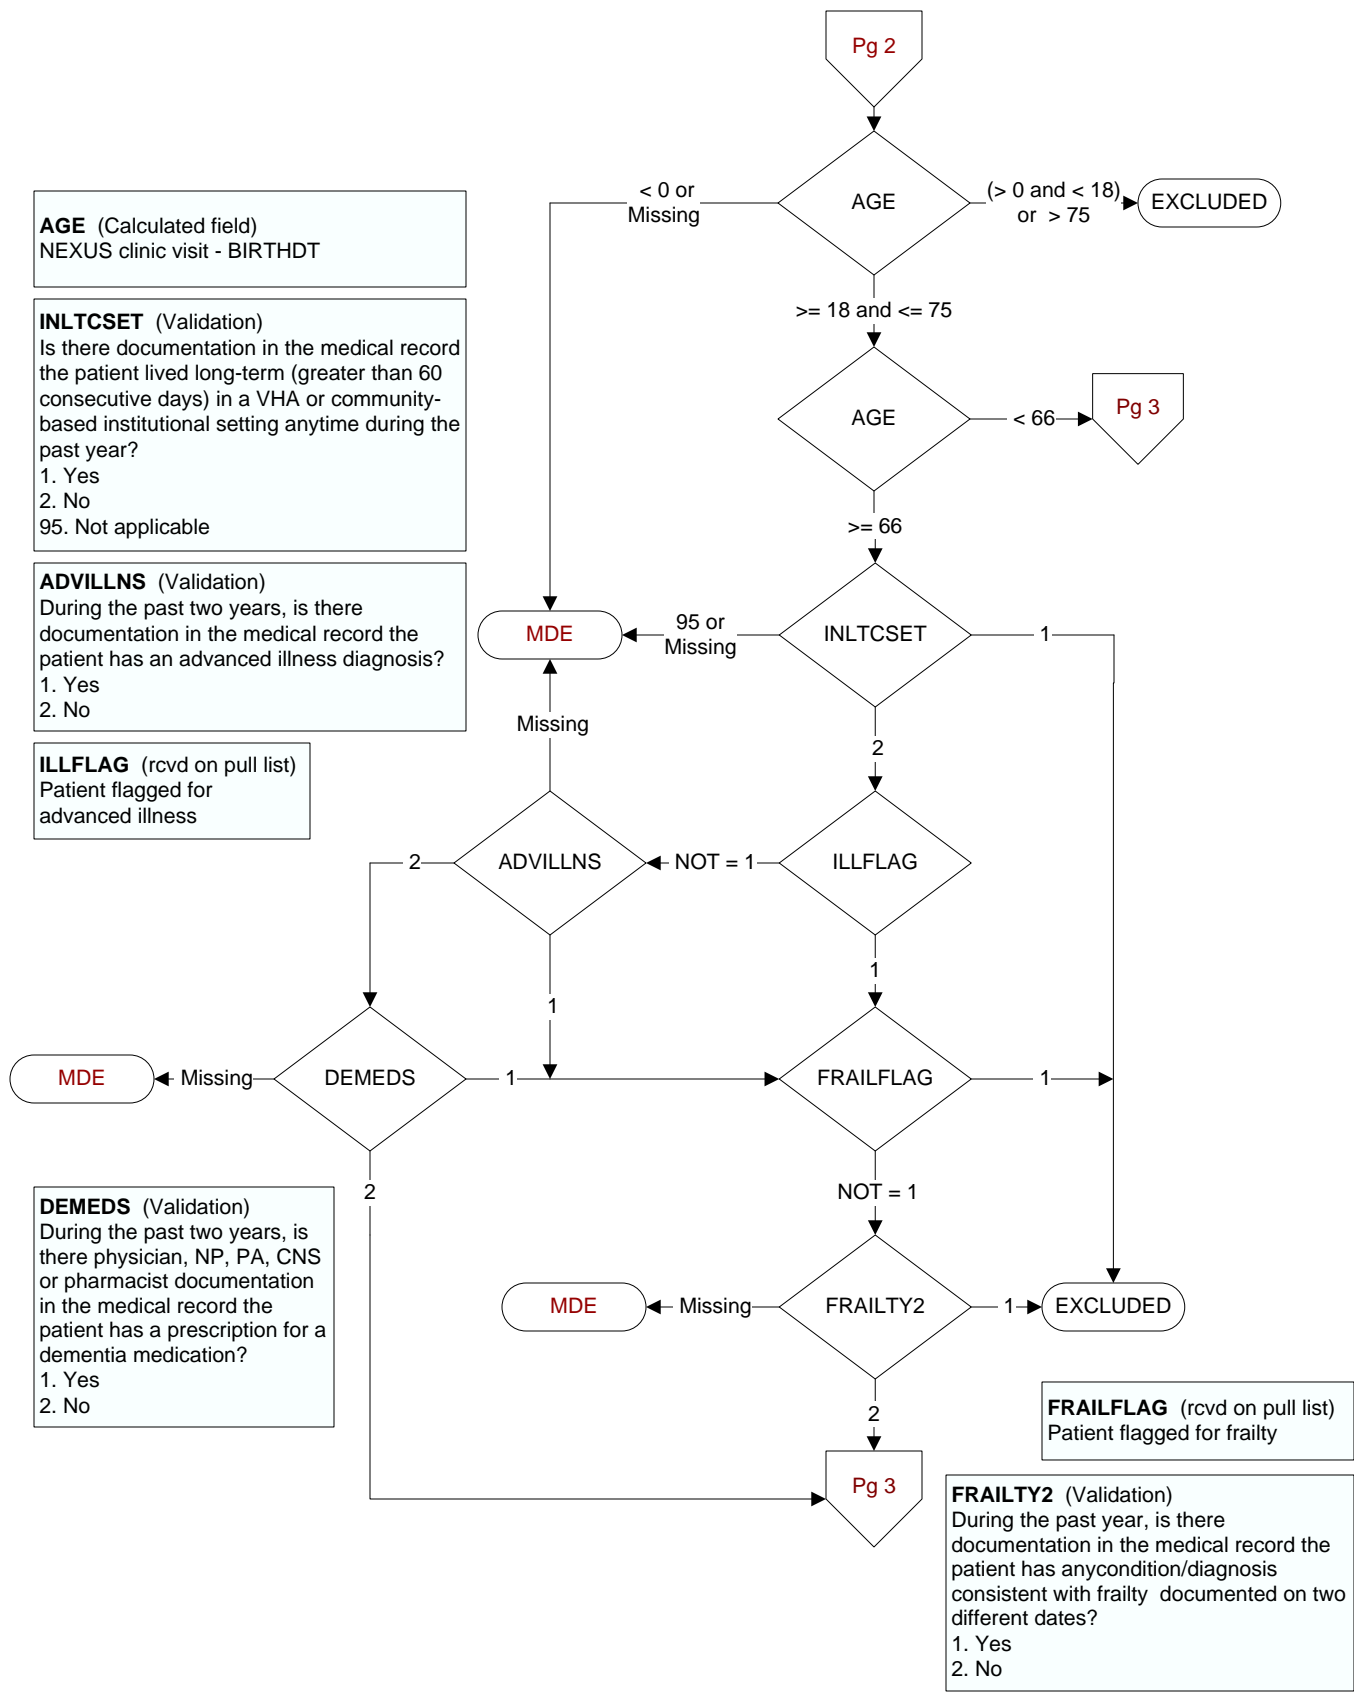 Pg 2
AGE
< 0 or
Missing
(> 0 and < 18)
or > 75
EXCLUDED
>= 18 and <= 75
AGE (Calculated field)
NEXUS clinic visit - BIRTHDT
INLTCSET (Validation)
Is there documentation in the medical record
the patient lived long-term (greater than 60
consecutive days) in a VHA or community-
based institutional setting anytime during the
past year?
1. Yes
2. No
95. Not applicable
AGE
< 66
Pg 3
>= 66
ADVILLNS (Validation)
During the past two years, is there
documentation in the medical record the
patient has an advanced illness diagnosis?
1. Yes
2. No
MDE
95 or
Missing
INLTCSET
1
Missing
2
ILLFLAG (rcvd on pull list)
Patient flagged for
advanced illness
2
ADVILLNS
NOT = 1
ILLFLAG
1
1
MDE
Missing
DEMEDS
1
FRAILFLAG
1
2
NOT = 1
DEMEDS (Validation)
During the past two years, is
there physician, NP, PA, CNS
or pharmacist documentation
in the medical record the
patient has a prescription for a
dementia medication?
1. Yes
2. No
MDE
Missing
FRAILTY2
1
EXCLUDED
2
FRAILFLAG (rcvd on pull list)
Patient flagged for frailty
Pg 3
FRAILTY2 (Validation)
During the past year, is there
documentation in the medical record the
patient has anycondition/diagnosis
consistent with frailty documented on two
different dates?
1. Yes
2. No